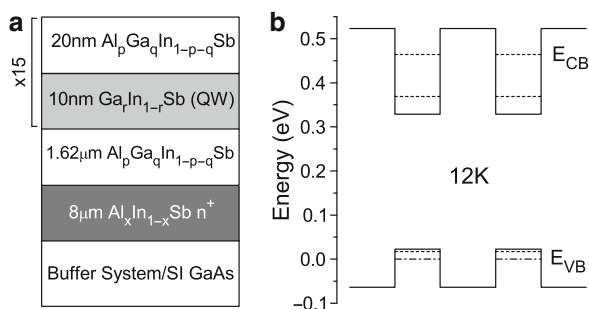 a
x15
20nm AlpGaqIn1−p−qSb
10nm GarIn1−rSb (QW)
1.62μm AlpGaqIn1−p−qSb
8μm AlxIn1−xSb n+
Buffer System/SI GaAs
b
Energy (eV)
0.5
0.4
0.3
0.2
0.1
0.0
−0.1
ECB
12K
EVB